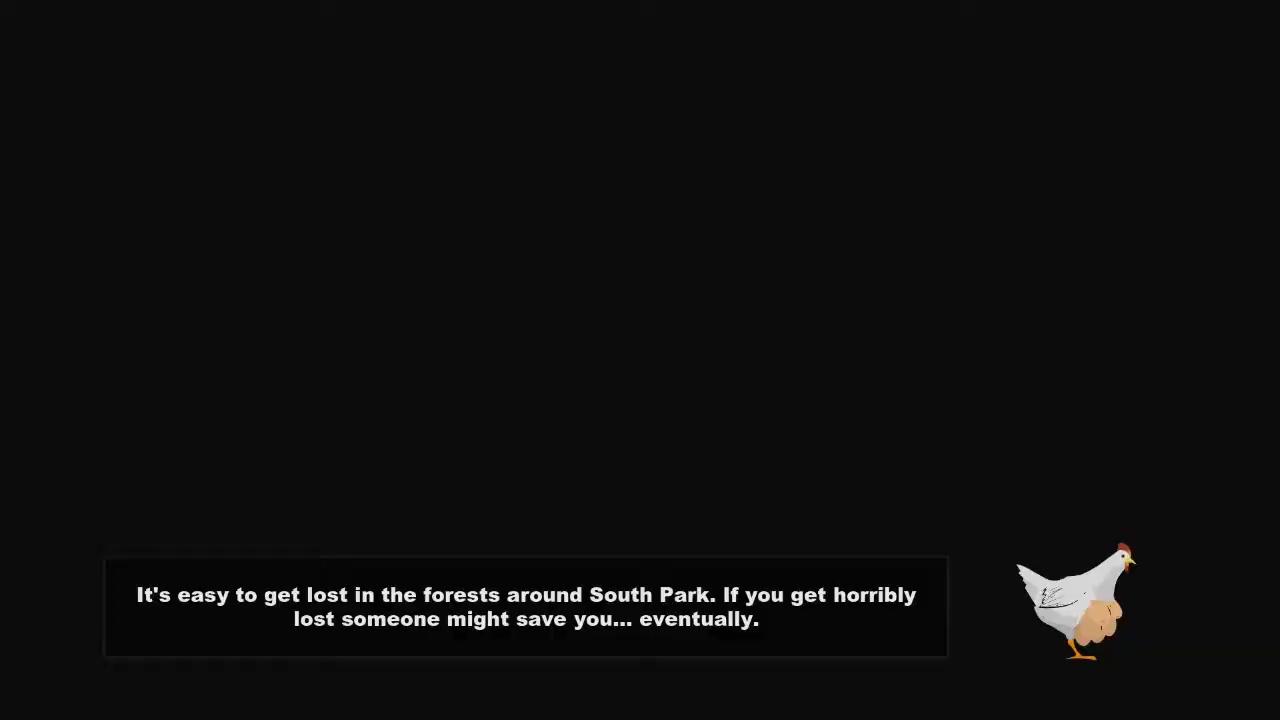 It's easy to get lost in the forests around South Park. If you get horribly
lost someone might save you... eventually.